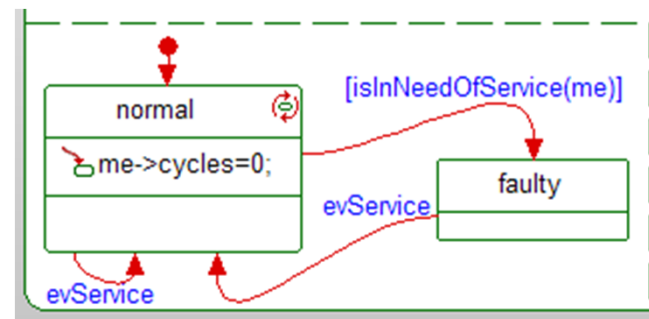 normal
[isInNeedOfService(me)]
me->cycles=0;
faulty
evService
evService